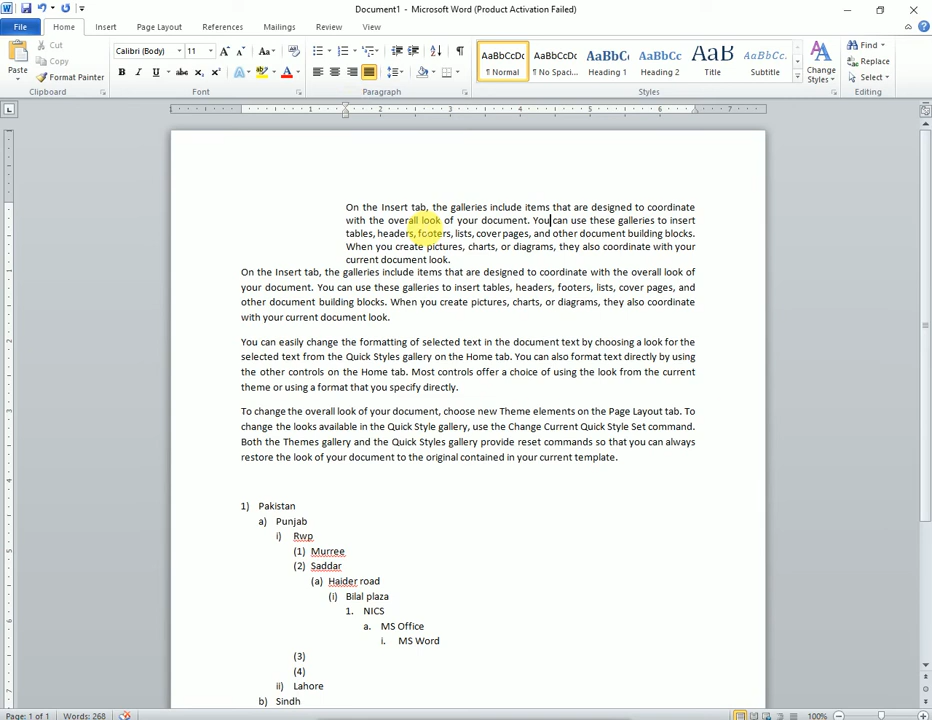 Document1 - Microsoft Word (Product Activation Failed)
File Home Insert Page Layout References Mailings Review View
Paste
Cut
Copy
Format Painter
Clipboard
Calibri (Body) 11
Font
Paragraph
AaBbCcDc AaBbCcDc AaBbCc AaBbCc AaB AaBbCc.
¶ Normal ¶ No Spaci... Heading 1 Heading 2 Title Subtitle
Styles
Change
Styles
Find
Replace
Select
Editing
1 1 2 3 4 5 6 7
On the Insert tab, the galleries include items that are designed to coordinate
with the overall look of your document. You can use these galleries to insert
tables, headers, footers, lists, cover pages, and other document building blocks.
When you create pictures, charts, or diagrams, they also coordinate with your
current document look.
On the Insert tab, the galleries include items that are designed to coordinate with the overall look of
your document. You can use these galleries to insert tables, headers, footers, lists, cover pages, and
other document building blocks. When you create pictures, charts, or diagrams, they also coordinate
with your current document look.
You can easily change the formatting of selected text in the document text by choosing a look for the
selected text from the Quick Styles gallery on the Home tab. You can also format text directly by using
the other controls on the Home tab. Most controls offer a choice of using the look from the current
theme or using a format that you specify directly.
To change the overall look of your document, choose new Theme elements on the Page Layout tab. To
change the looks available in the Quick Style gallery, use the Change Current Quick Style Set command.
Both the Themes gallery and the Quick Styles gallery provide reset commands so that you can always
restore the look of your document to the original contained in your current template.
1) Pakistan
a) Punjab
i) Rwp
(1) Murree
(2) Saddar
(a) Haider road
(i) Bilal plaza
1. NICS
a. MS Office
i. MS Word
(3)
(4)
ii) Lahore
b) Sindh
Page: 1 of 1 Words: 268 100%